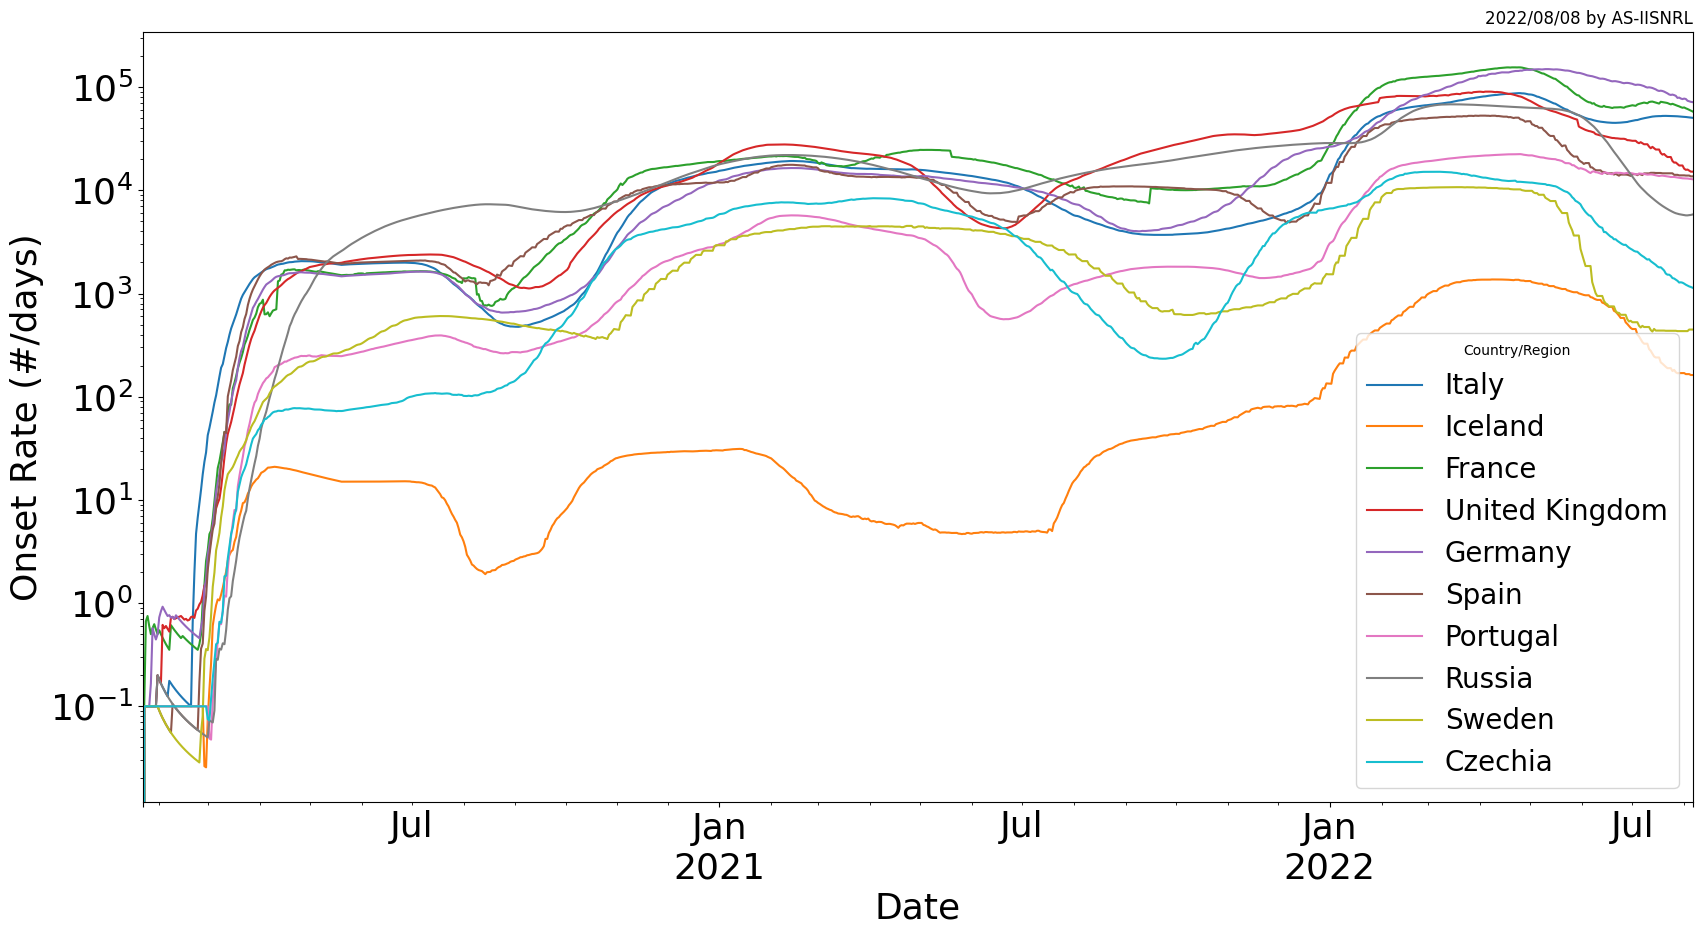 2022/08/08 by AS-IISNRL
Onset Rate (#/days)
10^5
10^4
10^3
10^2
10^1
10^0
10^−1
Country/Region
Italy
Iceland
France
United Kingdom
Germany
Spain
Portugal
Russia
Sweden
Czechia
Jul Jan Jul Jan Jul
2021 2022
Date